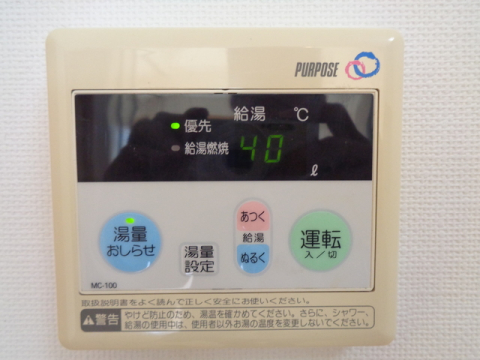 PURPOSE
給湯 ℃
優先
給湯燃焼
40
ℓ
湯量
おしらせ
湯量
設定
あつく
給湯
ぬるく
運転
入/切
MC-100
取扱説明書をよく読んで正しく安全にお使いください。
警告
やけど防止のため、湯温を確かめてください。さらに、シャワー、
給湯の使用中は、使用者以外お湯の温度を変更しないでください。